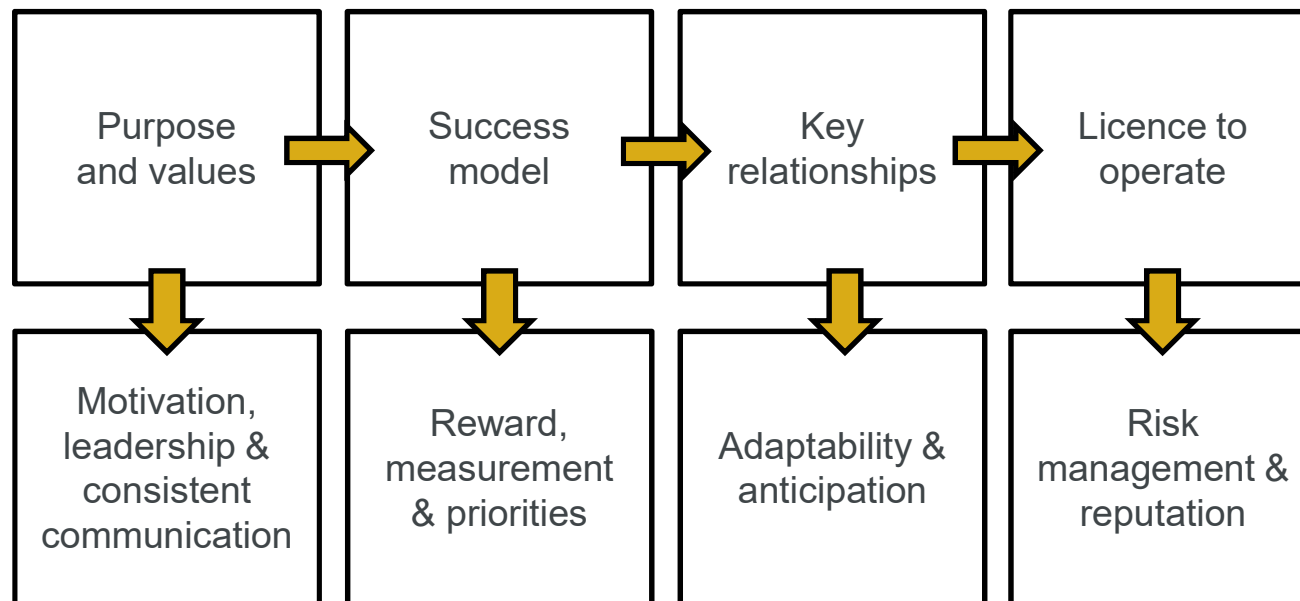 Purpose
and values
Success
model
Key
relationships
Licence to
operate
Motivation,
leadership &
consistent
communication
Reward,
measurement
& priorities
Adaptability &
anticipation
Risk
management &
reputation